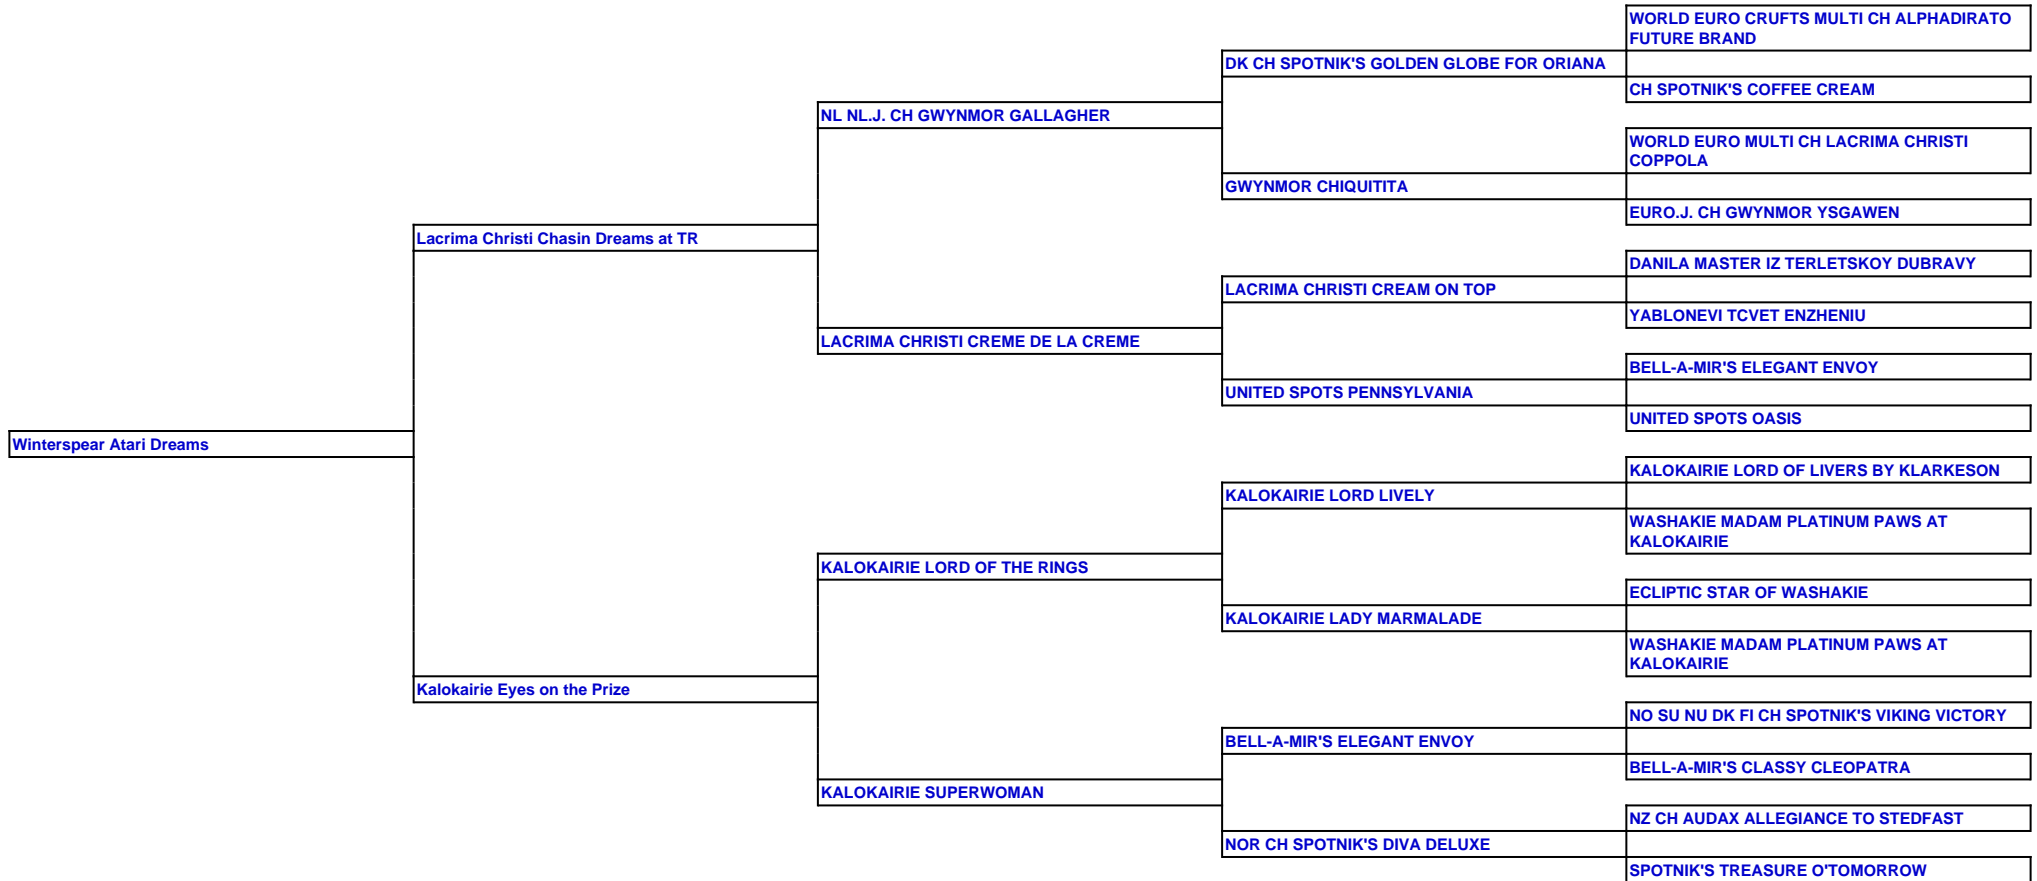 WORLD EURO CRUFTS MULTI CH ALPHADIRATO
FUTURE BRAND
DK CH SPOTNIK'S GOLDEN GLOBE FOR ORIANA
CH SPOTNIK'S COFFEE CREAM
NL NL.J. CH GWYNMOR GALLAGHER
WORLD EURO MULTI CH LACRIMA CHRISTI
COPPOLA
GWYNMOR CHIQUITITA
EURO.J. CH GWYNMOR YSGAWEN
Lacrima Christi Chasin Dreams at TR
DANILA MASTER IZ TERLETSKOY DUBRAVY
LACRIMA CHRISTI CREAM ON TOP
YABLONEVI TCVET ENZHENIU
LACRIMA CHRISTI CREME DE LA CREME
BELL-A-MIR'S ELEGANT ENVOY
UNITED SPOTS PENNSYLVANIA
UNITED SPOTS OASIS
Winterspear Atari Dreams
KALOKAIRIE LORD OF LIVERS BY KLARKESON
KALOKAIRIE LORD LIVELY
WASHAKIE MADAM PLATINUM PAWS AT
KALOKAIRIE
KALOKAIRIE LORD OF THE RINGS
ECLIPTIC STAR OF WASHAKIE
KALOKAIRIE LADY MARMALADE
WASHAKIE MADAM PLATINUM PAWS AT
KALOKAIRIE
Kalokairie Eyes on the Prize
NO SU NU DK FI CH SPOTNIK'S VIKING VICTORY
BELL-A-MIR'S ELEGANT ENVOY
BELL-A-MIR'S CLASSY CLEOPATRA
KALOKAIRIE SUPERWOMAN
NZ CH AUDAX ALLEGIANCE TO STEDFAST
NOR CH SPOTNIK'S DIVA DELUXE
SPOTNIK'S TREASURE O'TOMORROW